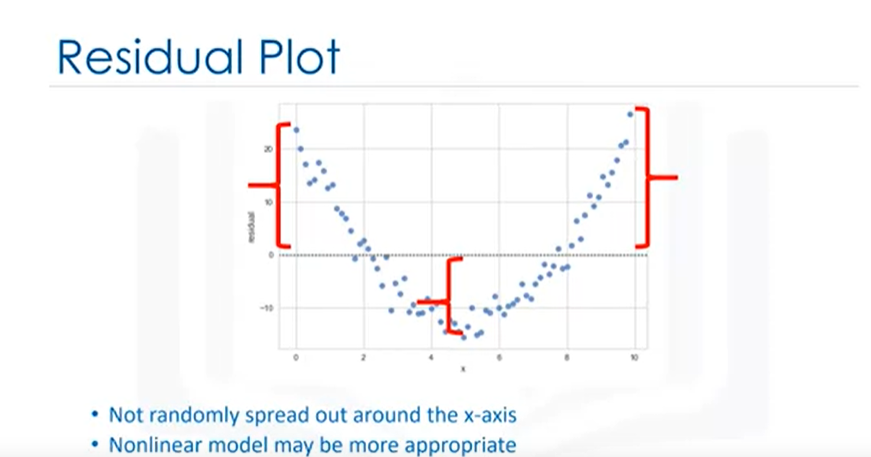 Residual Plot
20
10
0
-10
residual
0 2 4 6 8 10
x
• Not randomly spread out around the x-axis
• Nonlinear model may be more appropriate